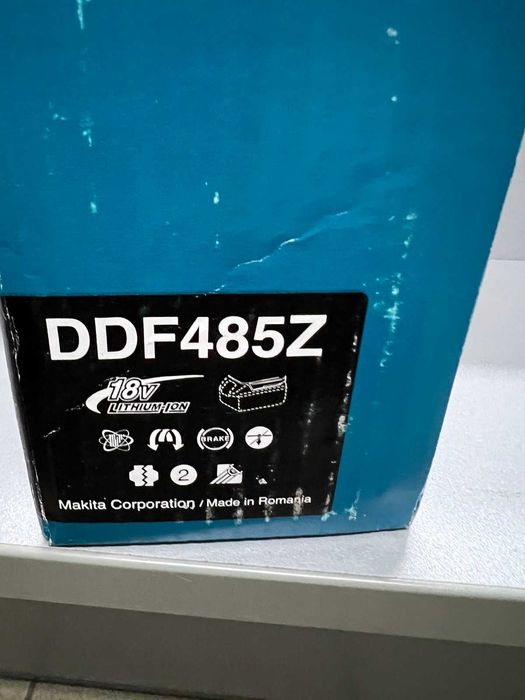 DDF485Z
18V
LITHIUM-ION
BRAKE
2
Makita Corporation / Made in Romania